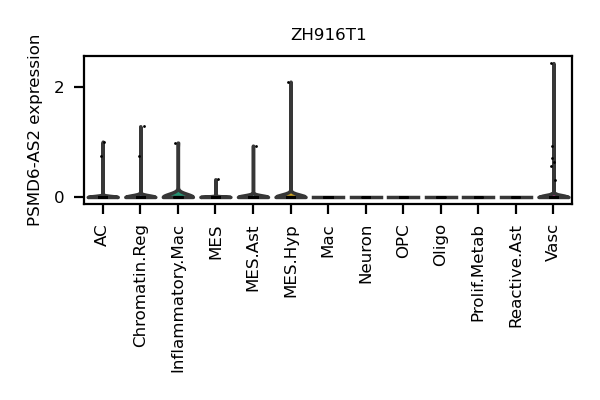 ZH916T1
PSMD6-AS2 expression
2
0
AC
Chromatin.Reg
Inflammatory.Mac
MES
MES.Ast
MES.Hyp
Mac
Neuron
OPC
Oligo
Prolif.Metab
Reactive.Ast
Vasc